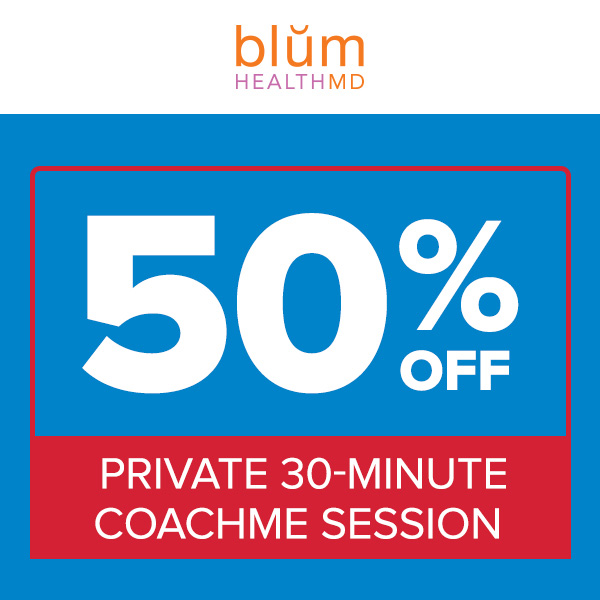 blŭm
HEALTHMD
50%
OFF
PRIVATE 30-MINUTE
COACHME SESSION